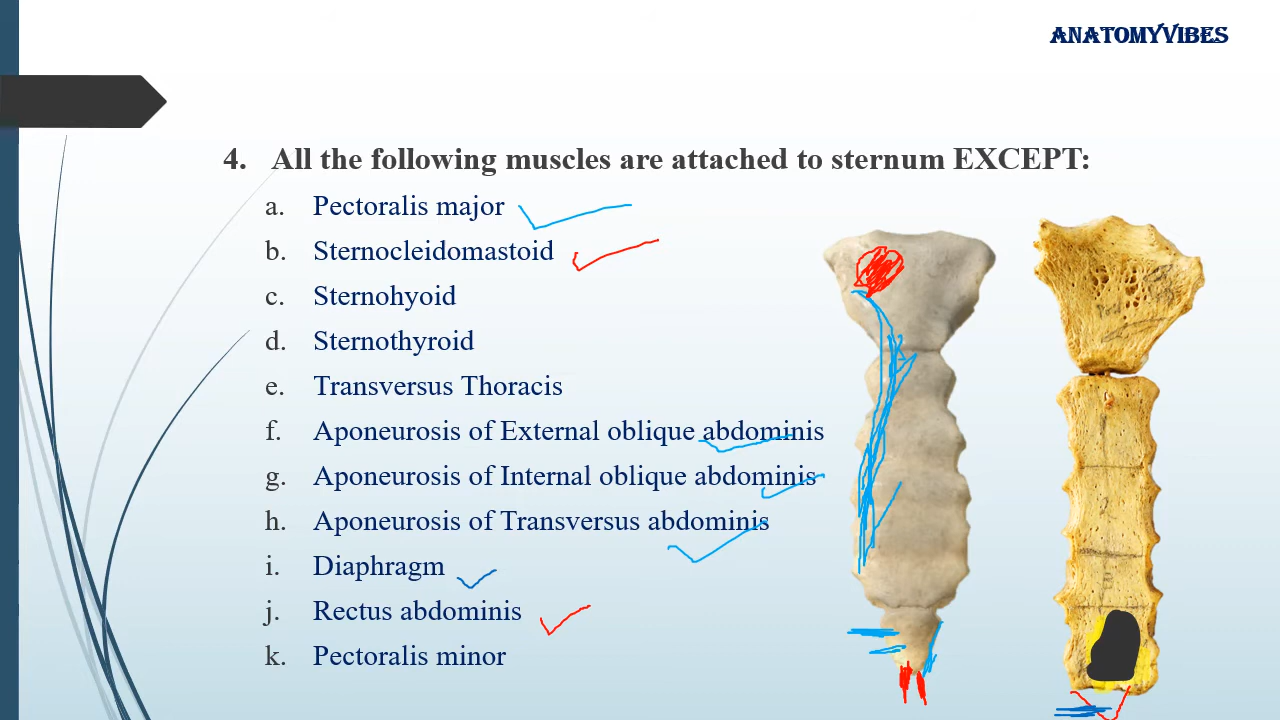 ANATOMYVIBES
4. All the following muscles are attached to sternum EXCEPT:
a. Pectoralis major
b. Sternocleidomastoid
c. Sternohyoid
d. Sternothyroid
e. Transversus Thoracis
f. Aponeurosis of External oblique abdominis
g. Aponeurosis of Internal oblique abdominis
h. Aponeurosis of Transversus abdominis
i. Diaphragm
j. Rectus abdominis
k. Pectoralis minor